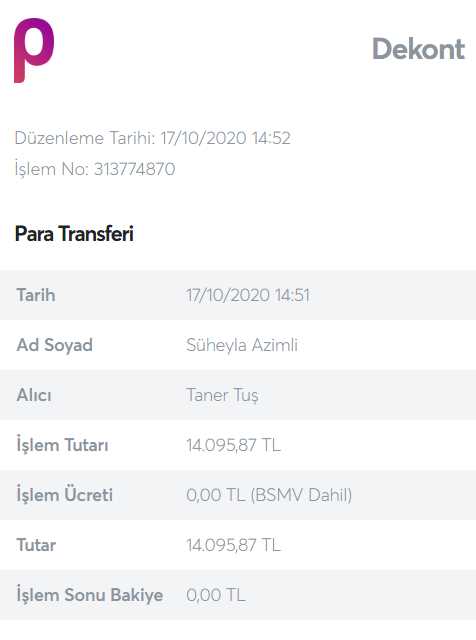 p
Dekont
Düzenleme Tarihi: 17/10/2020 14:52
İşlem No: 313774870
Para Transferi
Tarih 17/10/2020 14:51
Ad Soyad Süheyla Azimli
Alıcı Taner Tuş
İşlem Tutarı 14.095,87 TL
İşlem Ücreti 0,00 TL (BSMV Dahil)
Tutar 14.095,87 TL
İşlem Sonu Bakiye 0,00 TL